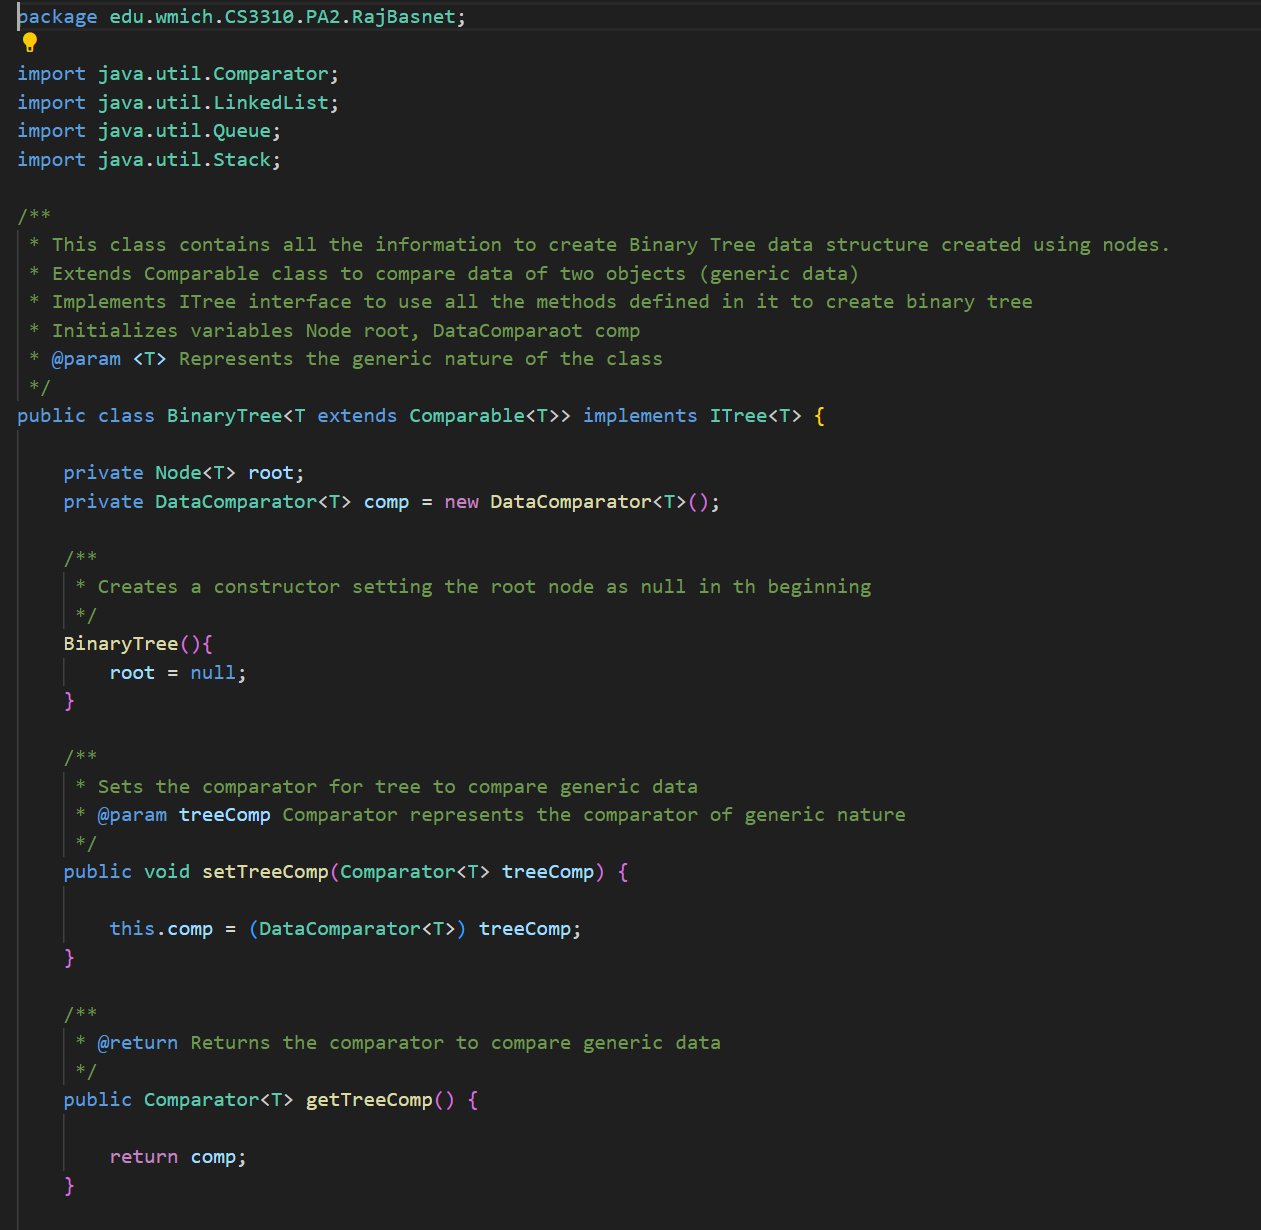 package edu.wmich.CS3310.PA2.RajBasnet;
import java.util.Comparator;
import java.util.LinkedList;
import java.util.Queue;
import java.util.Stack;
/**
 * This class contains all the information to create Binary Tree data structure created using nodes.
 * Extends Comparable class to compare data of two objects (generic data)
 * Implements ITree interface to use all the methods defined in it to create binary tree
 * Initializes variables Node root, DataComparaot comp
 * @param <T> Represents the generic nature of the class
 */
public class BinaryTree<T extends Comparable<T>> implements ITree<T> {
    private Node<T> root;
    private DataComparator<T> comp = new DataComparator<T>();
    /**
     * Creates a constructor setting the root node as null in th beginning
     */
    BinaryTree(){
        root = null;
    }
    /**
     * Sets the comparator for tree to compare generic data
     * @param treeComp Comparator represents the comparator of generic nature
     */
    public void setTreeComp(Comparator<T> treeComp) {
        this.comp = (DataComparator<T>) treeComp;
    }
    /**
     * @return Returns the comparator to compare generic data
     */
    public Comparator<T> getTreeComp() {
        return comp;
    }